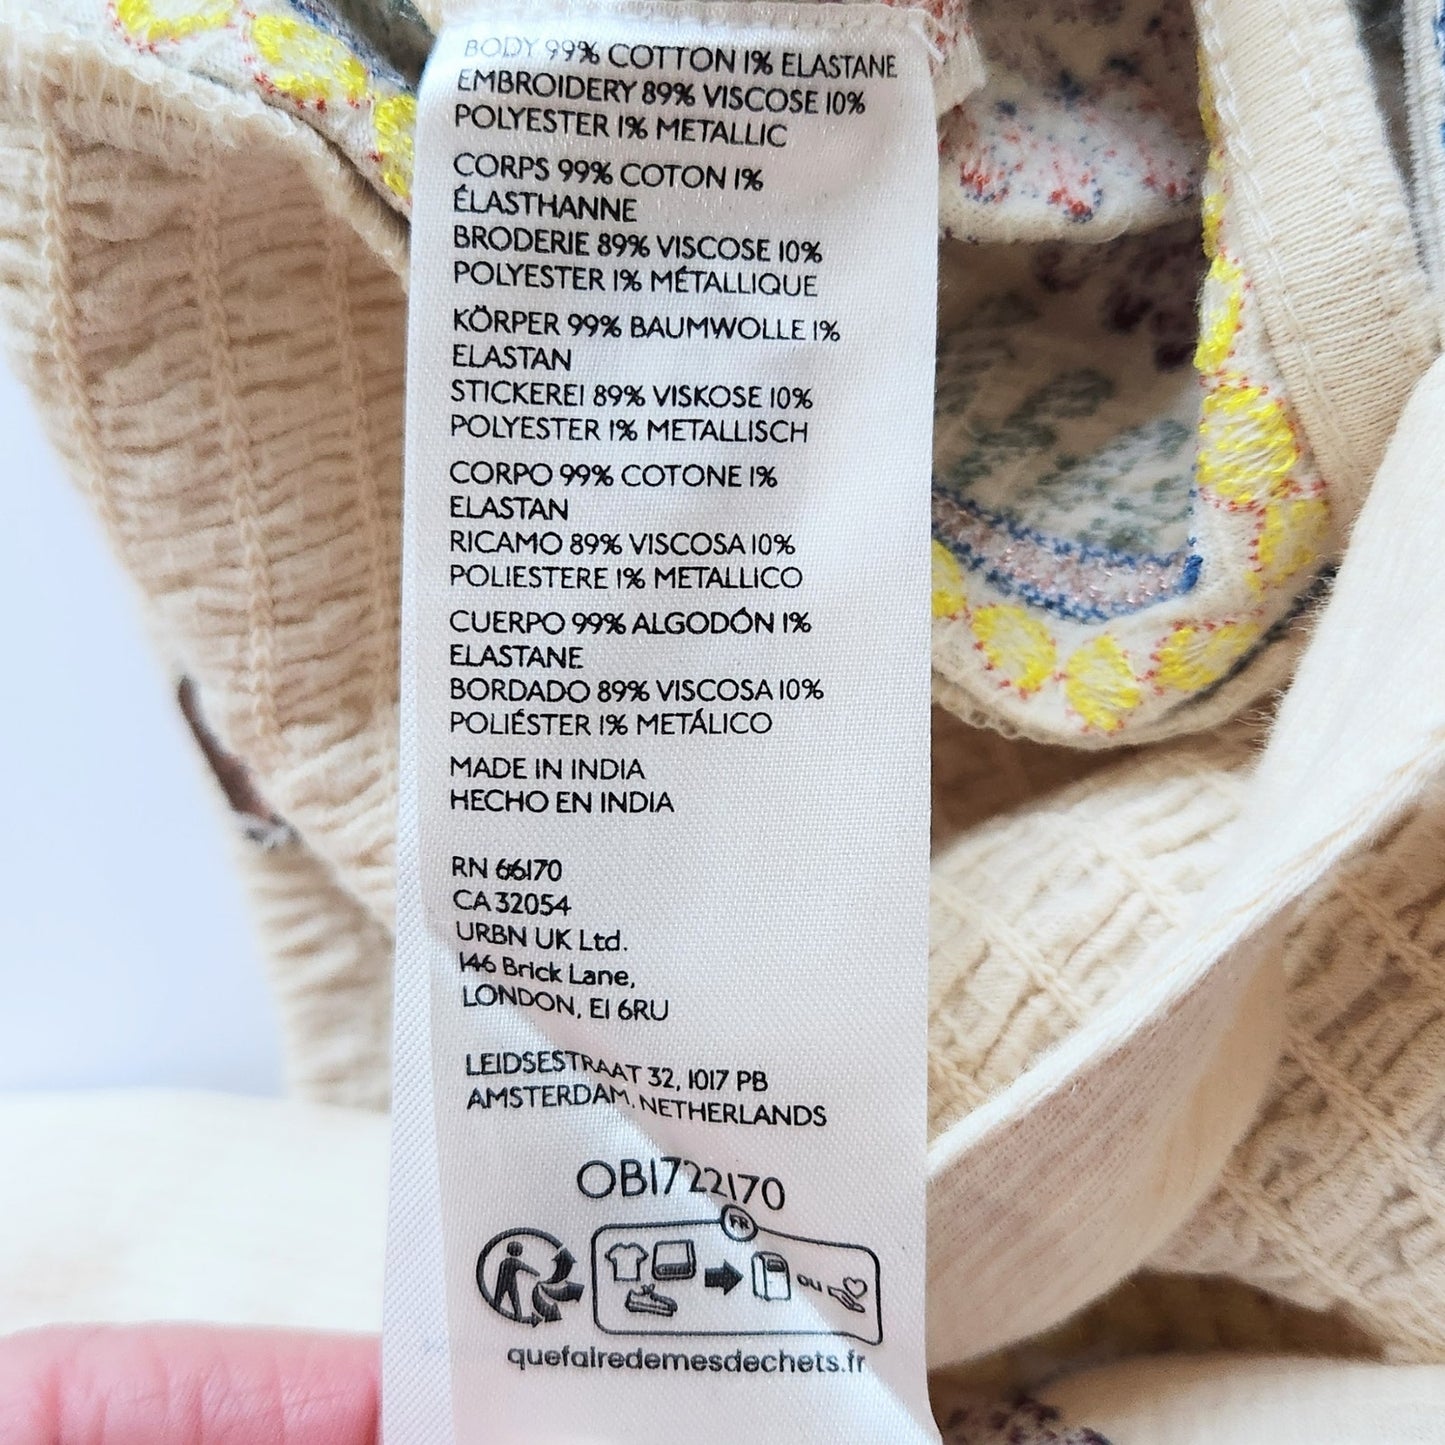 BODY 99% COTTON 1% ELASTANE
EMBROIDERY 89% VISCOSE 10%
POLYESTER 1% METALLIC
CORPS 99% COTON 1%
ÉLASTHANNE
BRODERIE 89% VISCOSE 10%
POLYESTER 1% MÉTALLIQUE
KÖRPER 99% BAUMWOLLE 1%
ELASTAN
STICKEREI 89% VISKOSE 10%
POLYESTER 1% METALLISCH
CORPO 99% COTONE 1%
ELASTAN
RICAMO 89% VISCOSA 10%
POLIESTERE 1% METALLICO
CUERPO 99% ALGODÓN 1%
ELASTANE
BORDADO 89% VISCOSA 10%
POLIÉSTER 1% METÁLICO
MADE IN INDIA
HECHO EN INDIA
RN 66170
CA 32054
URBN UK Ltd.
146 Brick Lane,
LONDON, E1 6RU
LEIDSESTRAAT 32, 1017 PB
AMSTERDAM, NETHERLANDS
OB1722170
FR
OU
quefairedemesdechets.fr